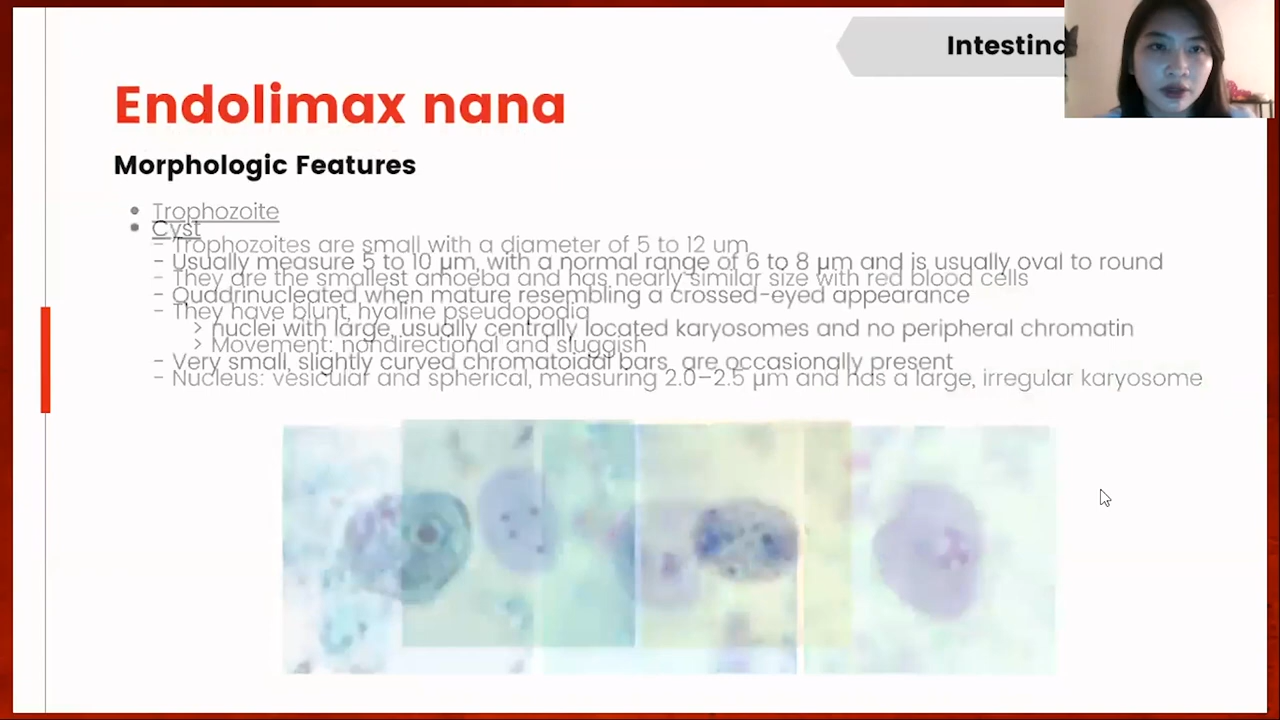 Intestina
Endolimax nana
Morphologic Features
Trophozoite
Cyst
- Trophozoites are small with a diameter of 5 to 12 um
- Usually measure 5 to 10 μm, with a normal range of 6 to 8 μm and is usually oval to round
- They are the smallest amoeba and has nearly similar size with red blood cells
- Quadrinucleated when mature resembling a crossed-eyed appearance
- They have blunt, hyaline pseudopodia
> nuclei with large, usually centrally located karyosomes and no peripheral chromatin
> Movement: nondirectional and sluggish
- Very small, slightly curved chromatoidal bars, are occasionally present
- Nucleus: vesicular and spherical, measuring 2.0–2.5 μm and has a large, irregular karyosome